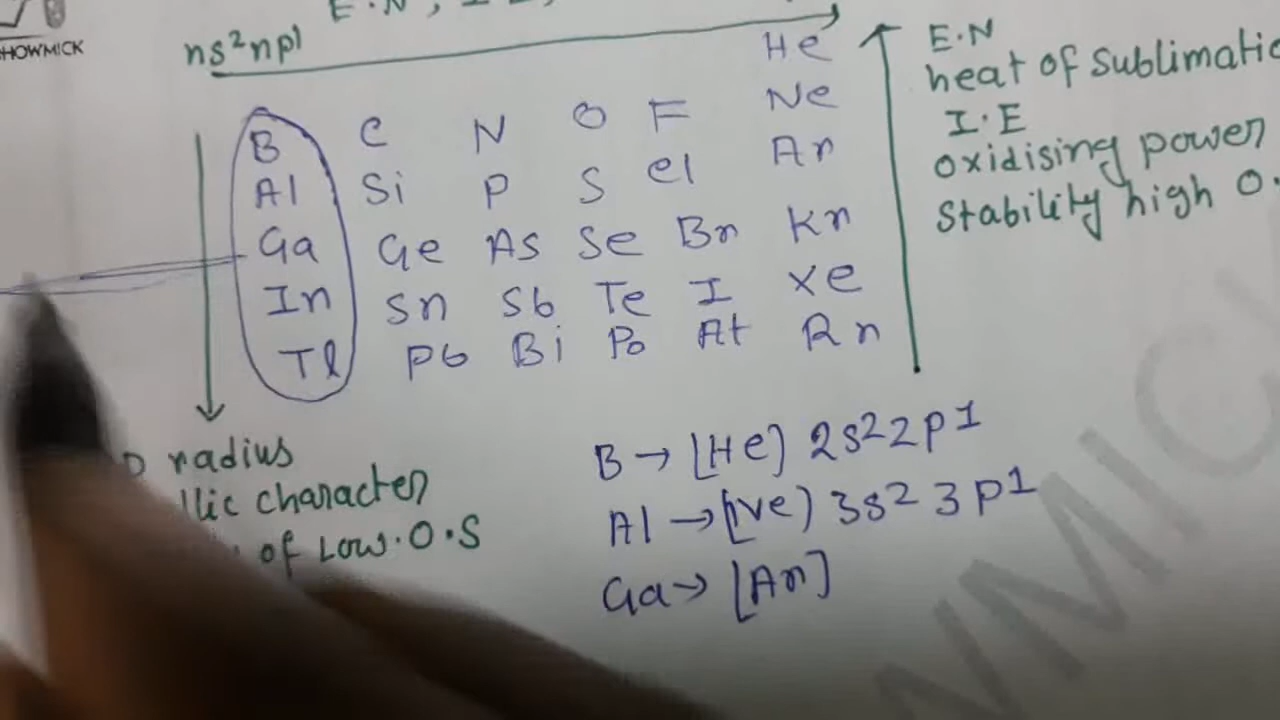 HOWMICK
E.N, I.E,
ns²np¹
He
B C N O F Ne
Al Si P S Cl Ar
Ga Ge As Se Br Kr
In Sn Sb Te I Xe
Tl Pb Bi Po At Rn
E.N
heat of sublimatio
I.E
oxidising power
Stability high O.
radius
llic character
of Low.O.S
B → [He] 2s²2p¹
Al → [Ne] 3s²3p¹
Ga → [Ar]